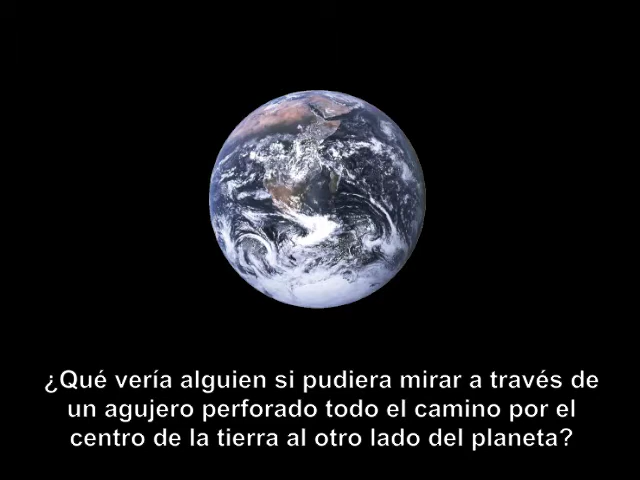 ¿Qué vería alguien si pudiera mirar a través de
un agujero perforado todo el camino por el
centro de la tierra al otro lado del planeta?